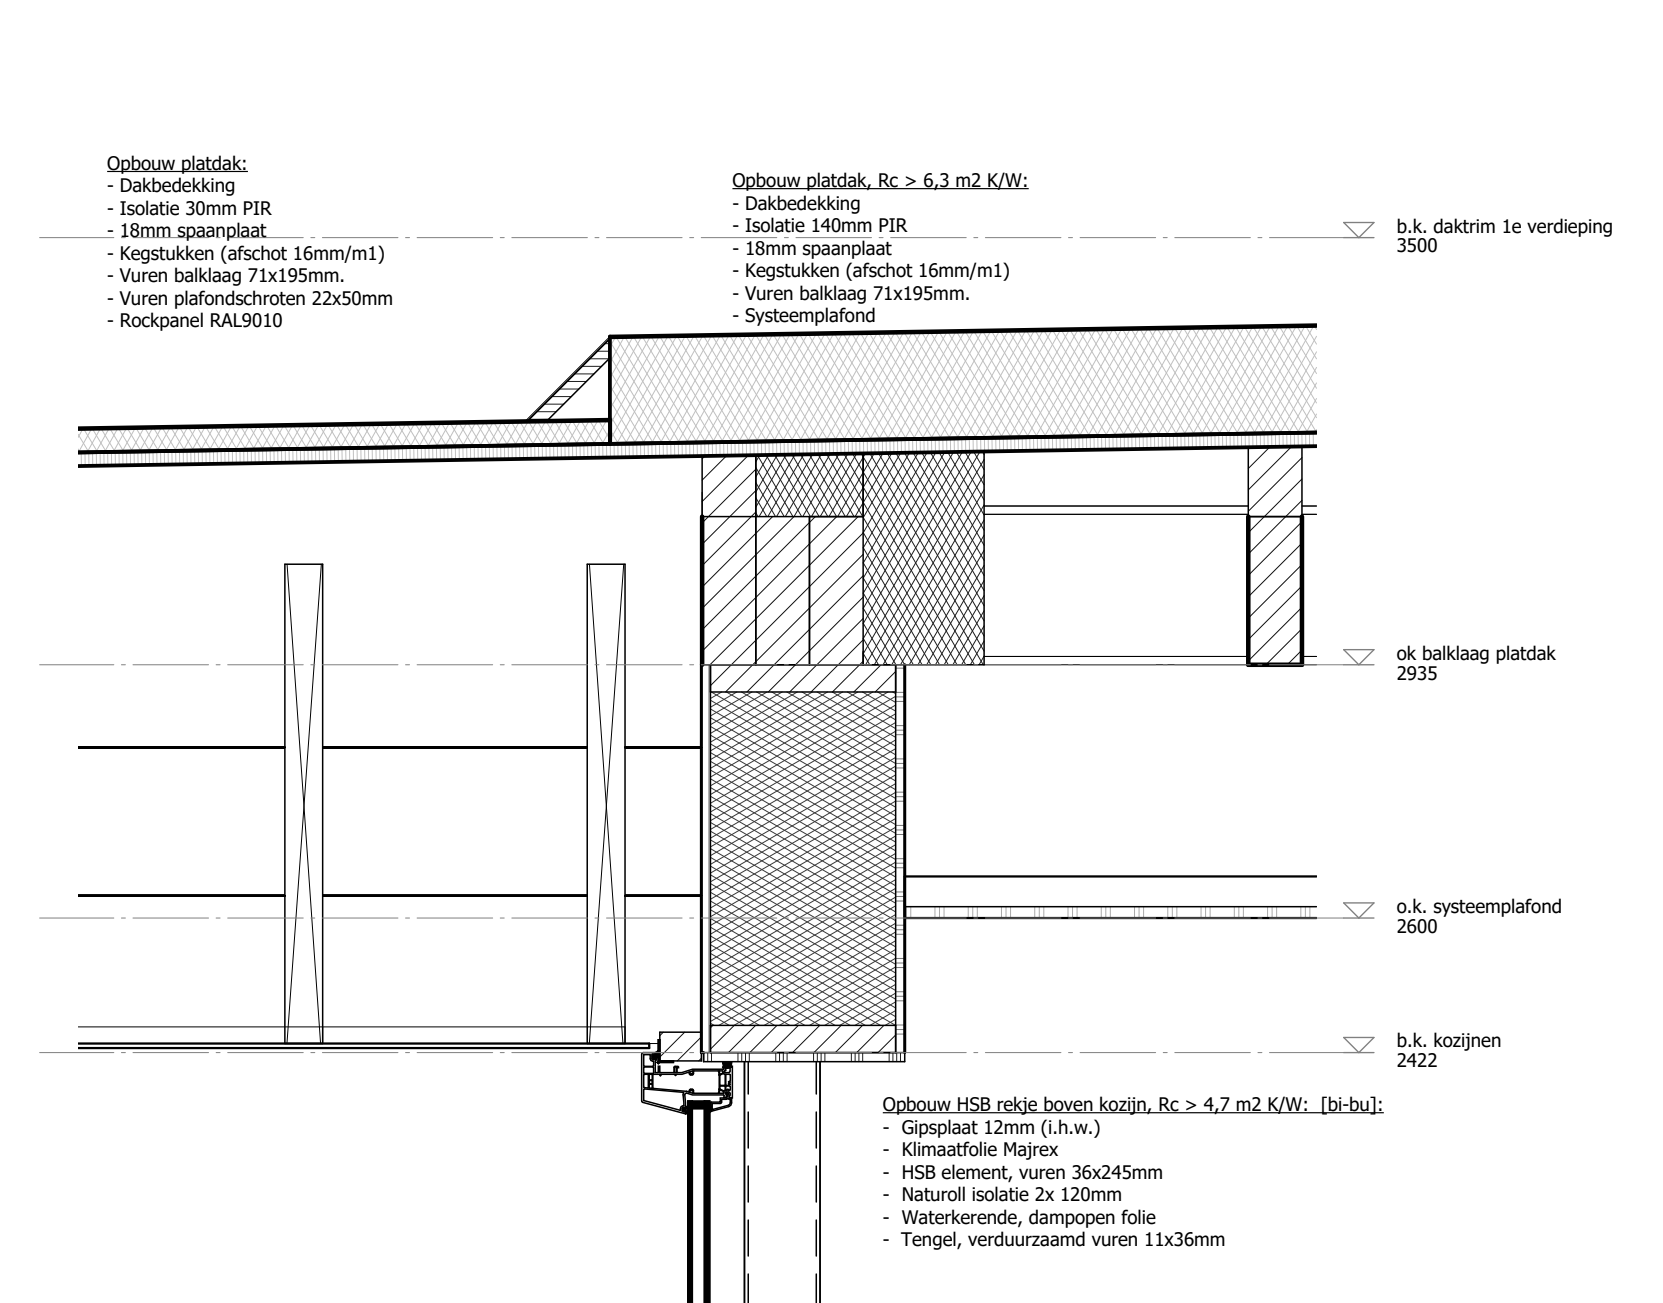 Opbouw platdak:
- Dakbedekking
- Isolatie 30mm PIR
- 18mm spaanplaat
- Kegstukken (afschot 16mm/m1)
- Vuren balklaag 71x195mm.
- Vuren plafondschroten 22x50mm
- Rockpanel RAL9010
Opbouw platdak, Rc > 6,3 m2 K/W:
- Dakbedekking
- Isolatie 140mm PIR
- 18mm spaanplaat
- Kegstukken (afschot 16mm/m1)
- Vuren balklaag 71x195mm.
- Systeemplafond
b.k. daktrim 1e verdieping
3500
ok balklaag platdak
2935
o.k. systeemplafond
2600
b.k. kozijnen
2422
Opbouw HSB rekje boven kozijn, Rc > 4,7 m2 K/W: [bi-bu]:
- Gipsplaat 12mm (i.h.w.)
- Klimaatfolie Majrex
- HSB element, vuren 36x245mm
- Naturoll isolatie 2x 120mm
- Waterkerende, dampopen folie
- Tengel, verduurzaamd vuren 11x36mm